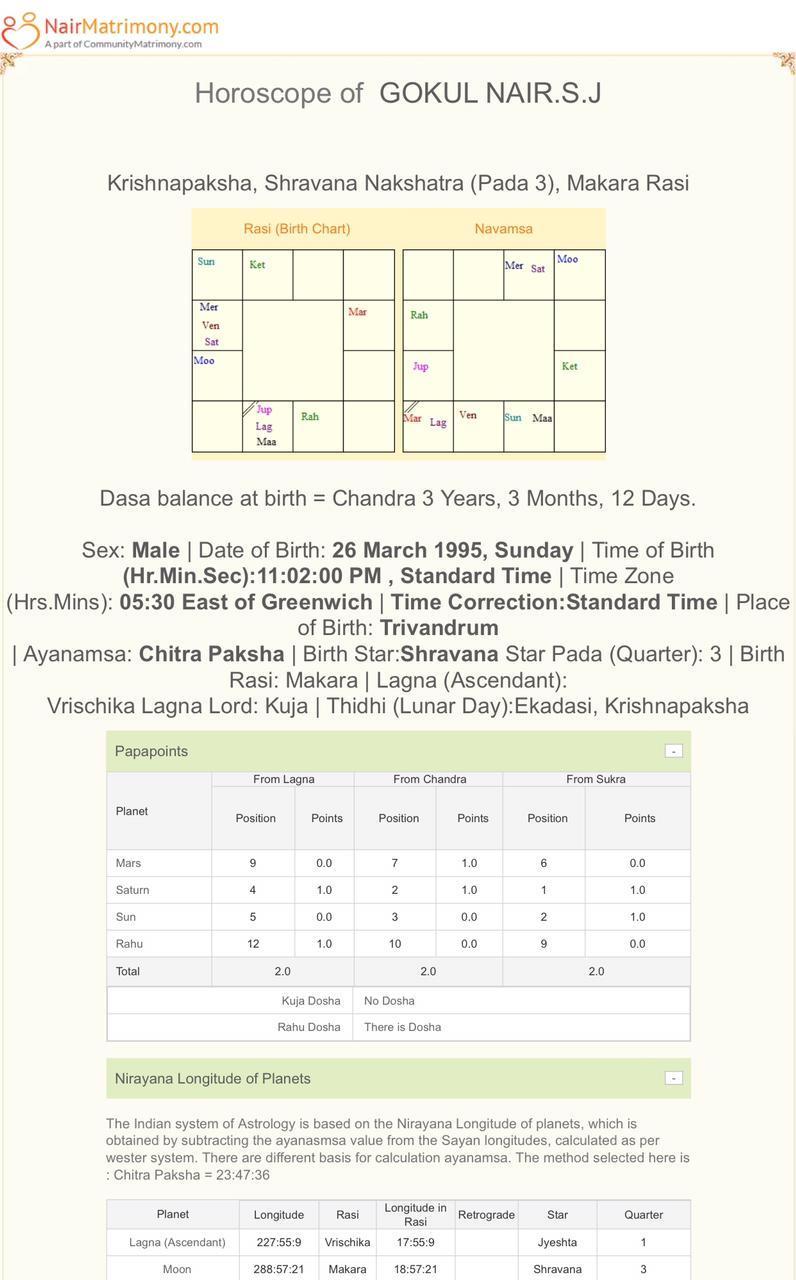 NairMatrimony.com
A part of CommunityMatrimony.com
Horoscope of GOKUL NAIR.S.J
Krishnapaksha, Shravana Nakshatra (Pada 3), Makara Rasi
Rasi (Birth Chart) Navamsa
Sun Ket Mer Sat Moo
Mer Ven Sat Mar Rah
Moo Jup Ket
Jup Lag Maa Rah Mar Lag Ven Sun Maa
Dasa balance at birth = Chandra 3 Years, 3 Months, 12 Days.
Sex: Male | Date of Birth: 26 March 1995, Sunday | Time of Birth
(Hr.Min.Sec):11:02:00 PM , Standard Time | Time Zone
(Hrs.Mins): 05:30 East of Greenwich | Time Correction:Standard Time | Place
of Birth: Trivandrum
| Ayanamsa: Chitra Paksha | Birth Star:Shravana Star Pada (Quarter): 3 | Birth
Rasi: Makara | Lagna (Ascendant):
Vrischika Lagna Lord: Kuja | Thidhi (Lunar Day):Ekadasi, Krishnapaksha
Papapoints -
From Lagna From Chandra From Sukra
Planet Position Points Position Points Position Points
Mars 9 0.0 7 1.0 6 0.0
Saturn 4 1.0 2 1.0 1 1.0
Sun 5 0.0 3 0.0 2 1.0
Rahu 12 1.0 10 0.0 9 0.0
Total 2.0 2.0 2.0
Kuja Dosha No Dosha
Rahu Dosha There is Dosha
Nirayana Longitude of Planets -
The Indian system of Astrology is based on the Nirayana Longitude of planets, which is
obtained by subtracting the ayanasmsa value from the Sayan longitudes, calculated as per
wester system. There are different basis for calculation ayanamsa. The method selected here is
: Chitra Paksha = 23:47:36
Planet Longitude Rasi Longitude in Rasi Retrograde Star Quarter
Lagna (Ascendant) 227:55:9 Vrischika 17:55:9 Jyeshta 1
Moon 288:57:21 Makara 18:57:21 Shravana 3